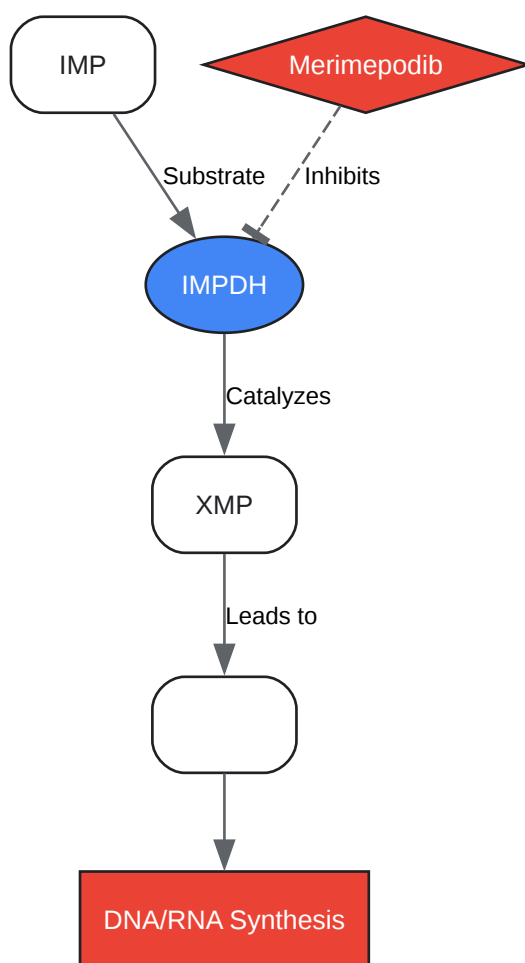 IMP
Merimepodib
Substrate
Inhibits
IMPDH
Catalyzes
XMP
Leads to
DNA/RNA Synthesis